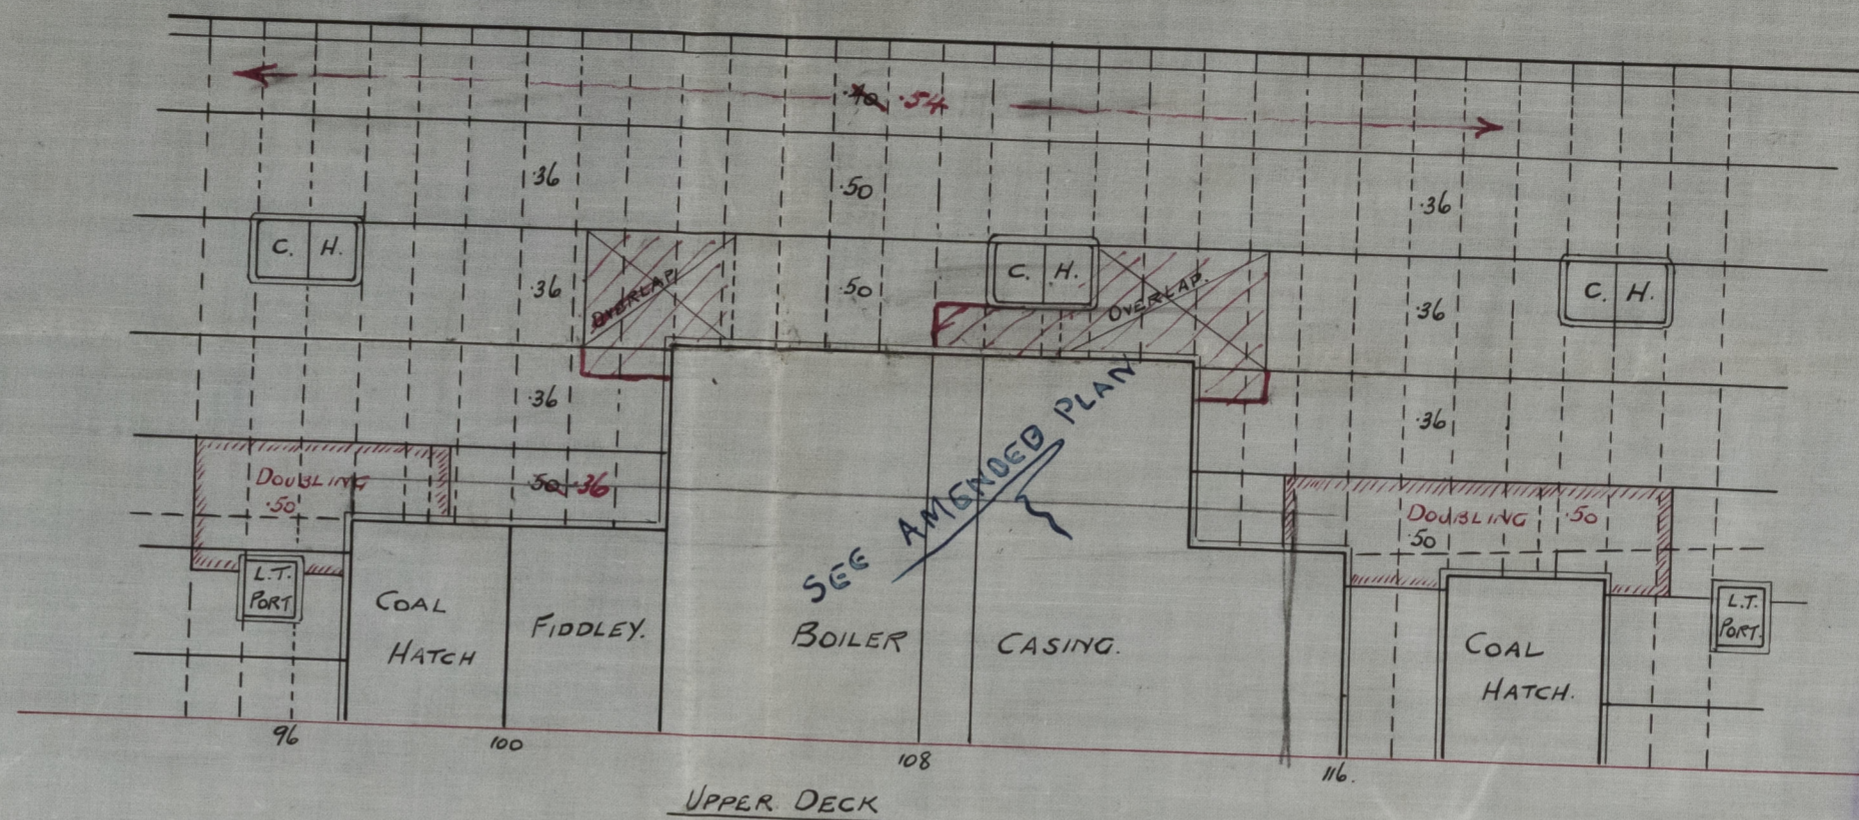 .40 .54
.36 .50 .36
C. H.
.36
OVERLAP.
.50
C. H.
OVERLAP.
.36
C. H.
.36
.36
SEE AMENDED PLAN
DOUBLING
.50
.50 .36
DOUBLING .50
.50
L.T.
PORT
COAL
HATCH
FIDDLEY.
BOILER CASING.
COAL
HATCH.
L.T.
PORT.
96 100 108 116.
UPPER DECK